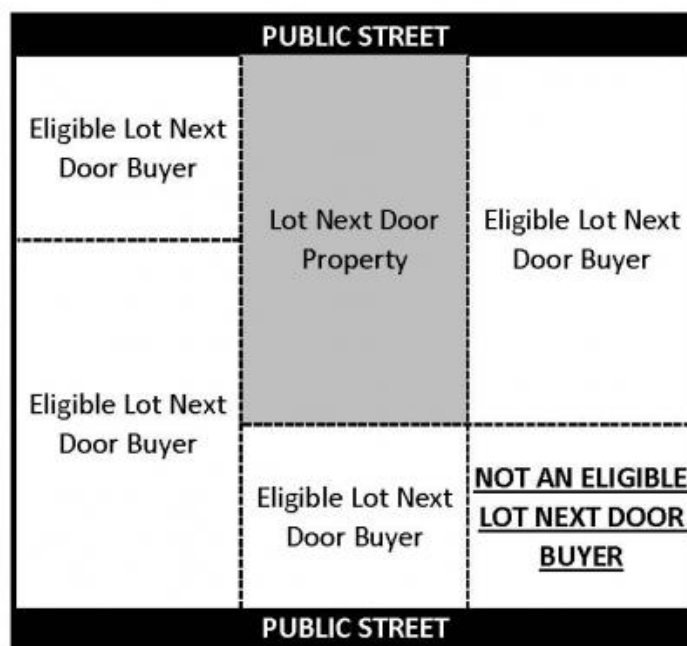 PUBLIC STREET
Eligible Lot Next
Door Buyer
Lot Next Door
Property
Eligible Lot Next
Door Buyer
Eligible Lot Next
Door Buyer
Eligible Lot Next
Door Buyer
NOT AN ELIGIBLE
LOT NEXT DOOR
BUYER
PUBLIC STREET